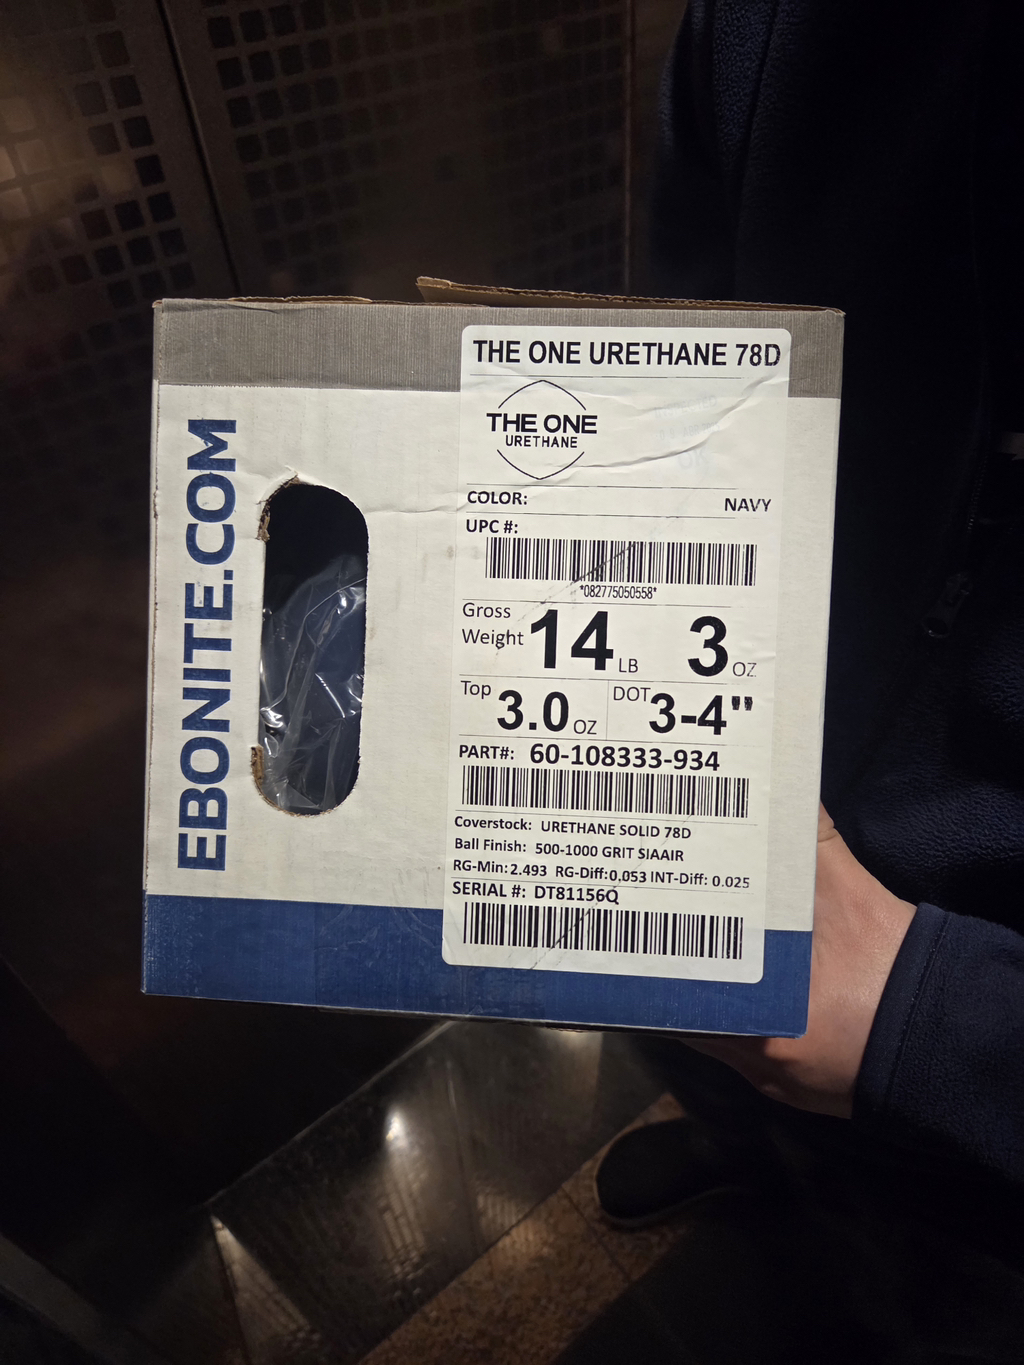 THE ONE URETHANE 78D
THE ONE
URETHANE
COLOR: NAVY
UPC #:
*082775050558*
Gross Weight 14 LB 3 OZ
Top 3.0 OZ DOT 3-4"
PART#: 60-108333-934
Coverstock: URETHANE SOLID 78D
Ball Finish: 500-1000 GRIT SIAAIR
RG-Min: 2.493 RG-Diff: 0.053 INT-Diff: 0.025
SERIAL #: DT81156Q
EBONITE.COM